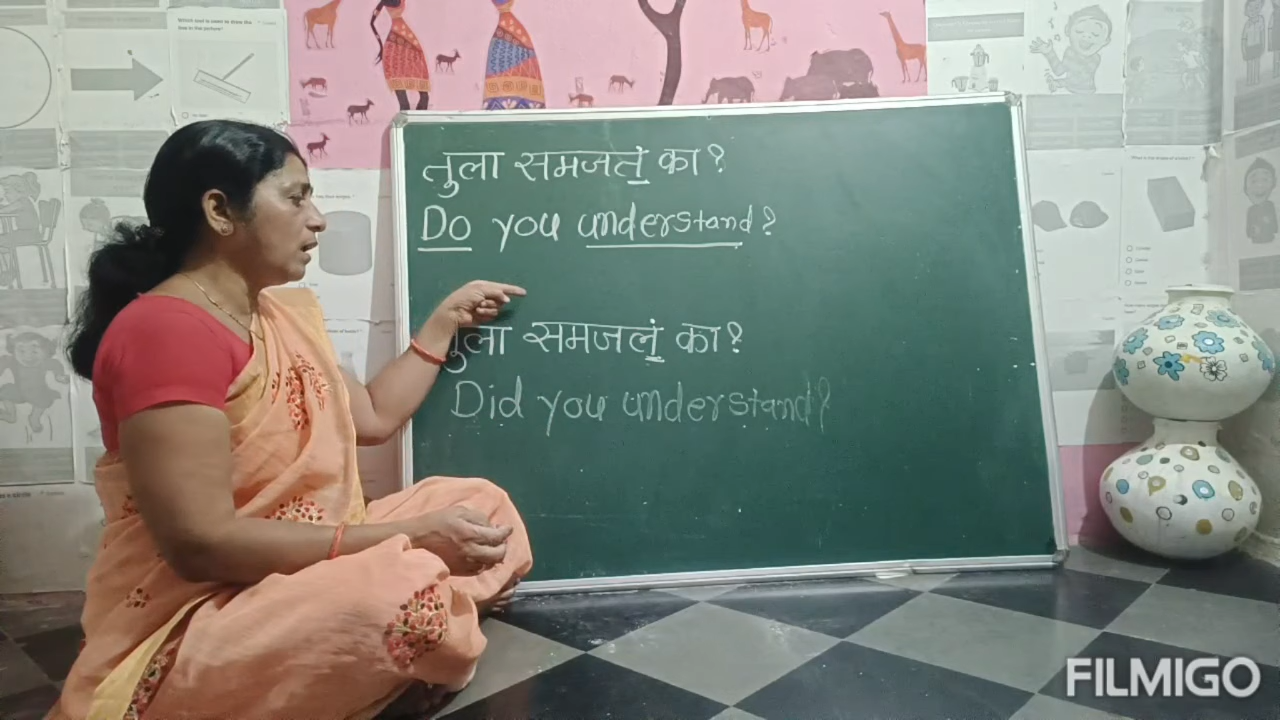 तुला समजतं का?
Do you understand?
तुला समजलं का?
Did you understand?
FILMIGO